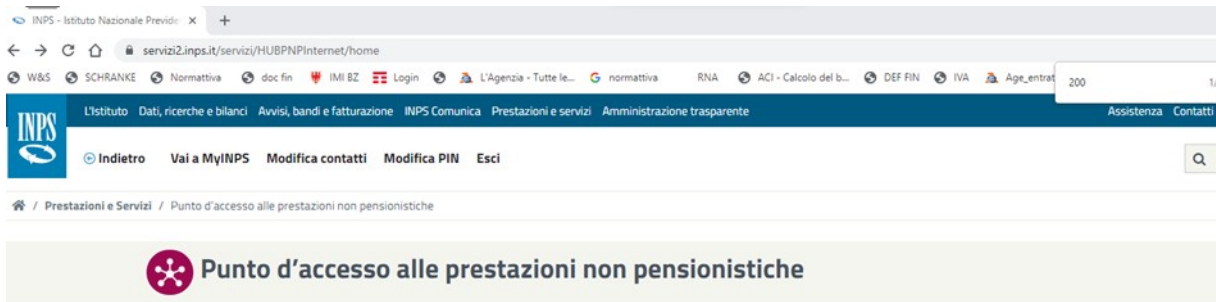 INPS - Istituto Nazionale Previde
servizi2.inps.it/servizi/HUBPNPInternet/home
W&S SCHRANKE Normattiva doc fin IMI BZ Login L'Agenzia - Tutte le... normattiva RNA ACI - Calcolo del b... DEF FIN IVA Age_entrat
200 1/
L'Istituto Dati, ricerche e bilanci Avvisi, bandi e fatturazione INPS Comunica Prestazioni e servizi Amministrazione trasparente Assistenza Contatti
INPS
Indietro Vai a MyINPS Modifica contatti Modifica PIN Esci
/ Prestazioni e Servizi / Punto d'accesso alle prestazioni non pensionistiche
Punto d'accesso alle prestazioni non pensionistiche